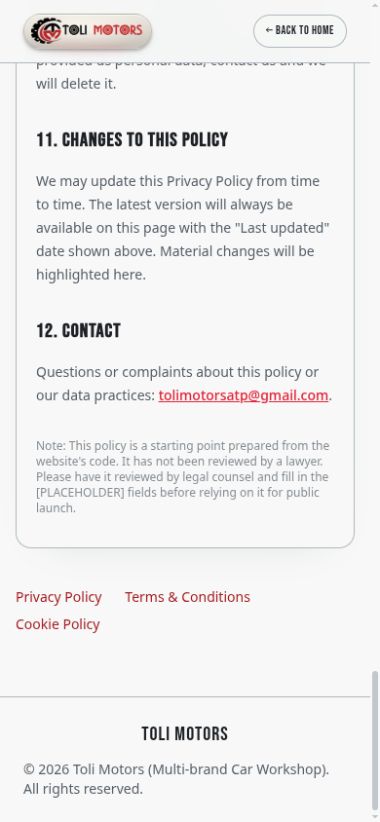 TOLI MOTORS
← BACK TO HOME
provided us personal data, contact us and we
will delete it.
11. CHANGES TO THIS POLICY
We may update this Privacy Policy from time
to time. The latest version will always be
available on this page with the "Last updated"
date shown above. Material changes will be
highlighted here.
12. CONTACT
Questions or complaints about this policy or
our data practices: tolimotorsatp@gmail.com.
Note: This policy is a starting point prepared from the
website's code. It has not been reviewed by a lawyer.
Please have it reviewed by legal counsel and fill in the
[PLACEHOLDER] fields before relying on it for public
launch.
Privacy Policy Terms & Conditions
Cookie Policy
TOLI MOTORS
© 2026 Toli Motors (Multi-brand Car Workshop).
All rights reserved.